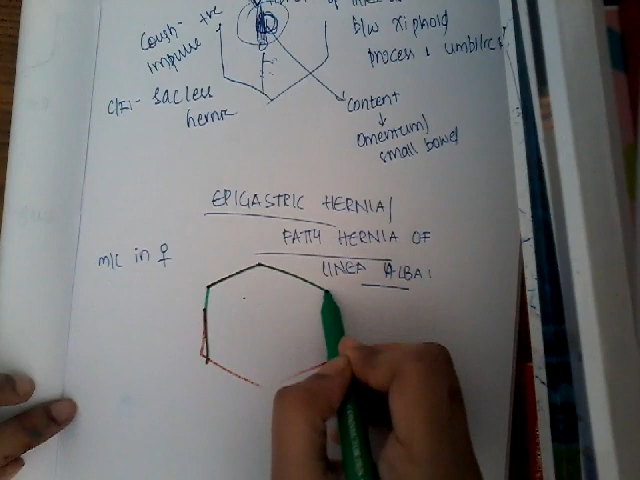 Cough- +ve
impulse
b/w xiphoid
process & umbilicus
C/Fi- Sacless
hernia
Content
Omentum/
small bowel
EPIGASTRIC HERNIA/
FATTY HERNIA OF
LINEA ALBA:
m/c in ♀